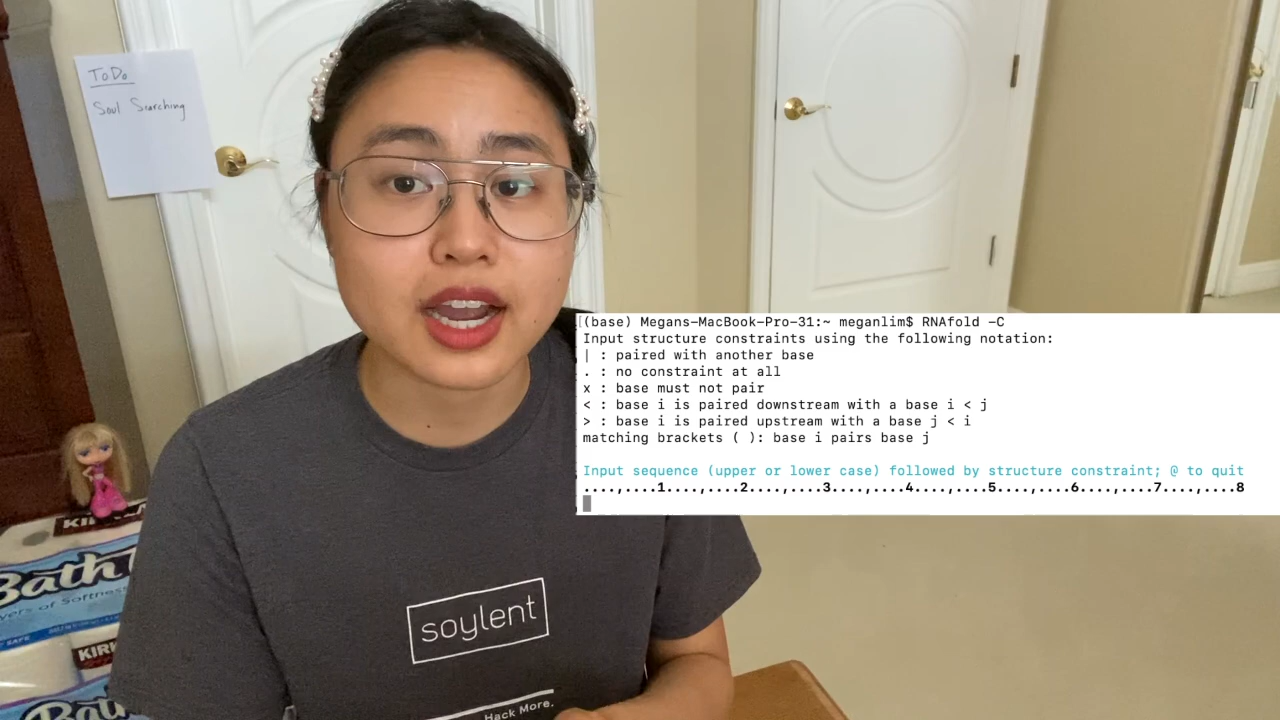 ToDo
Soul Searching
(base) Megans-MacBook-Pro-31:~ meganlim$ RNAfold -C
Input structure constraints using the following notation:
| : paired with another base
. : no constraint at all
x : base must not pair
< : base i is paired downstream with a base i < j
> : base i is paired upstream with a base j < i
matching brackets ( ): base i pairs base j
Input sequence (upper or lower case) followed by structure constraint; @ to quit
....,....1....,....2....,....3....,....4....,....5....,....6....,....7....,....8
soylent
Hack More.
Bath